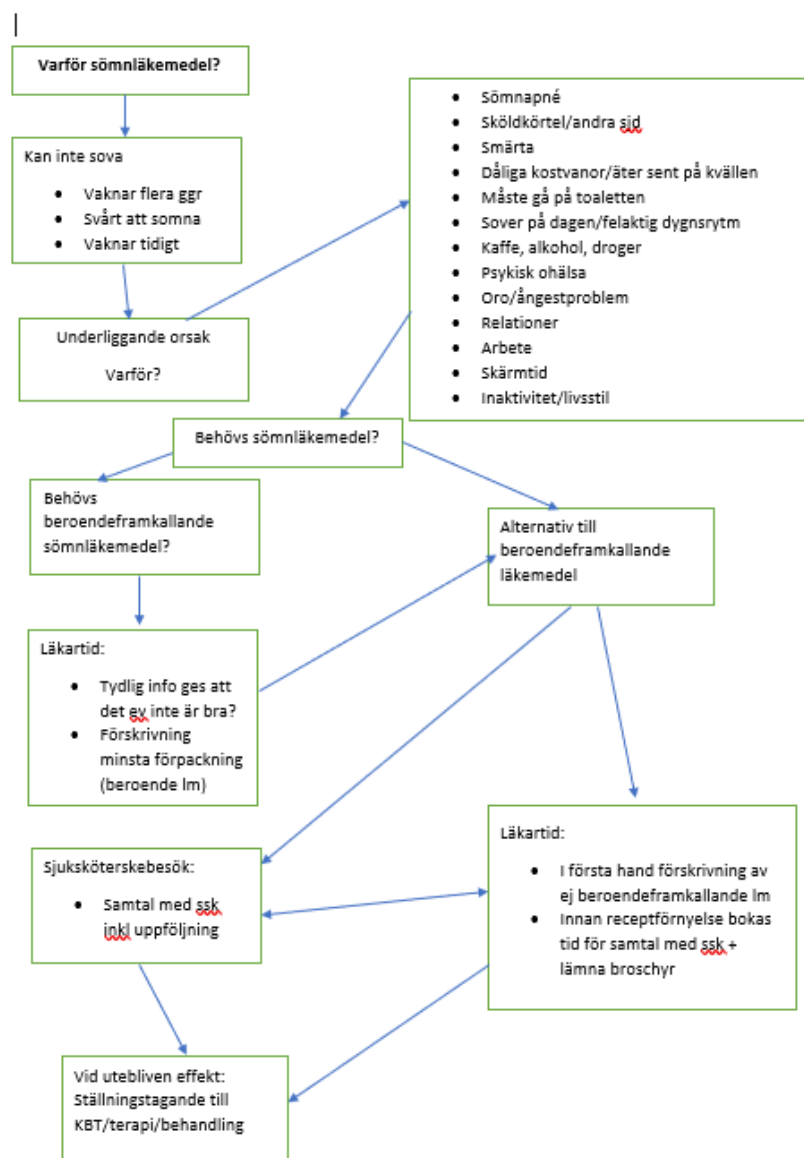 Varför sömnläkemedel?
Kan inte sova
• Vaknar flera ggr
• Svårt att somna
• Vaknar tidigt
Underliggande orsak
Varför?
• Sömnapné
• Sköldkörtel/andra sjd
• Smärta
• Dåliga kostvanor/äter sent på kvällen
• Måste gå på toaletten
• Sover på dagen/felaktig dygnsrytm
• Kaffe, alkohol, droger
• Psykisk ohälsa
• Oro/ångestproblem
• Relationer
• Arbete
• Skärmtid
• Inaktivitet/livsstil
Behövs sömnläkemedel?
Behövs
beroendeframkallande
sömnläkemedel?
Alternativ till
beroendeframkallande
läkemedel
Läkartid:
• Tydlig info ges att
det ev inte är bra?
• Förskrivning
minsta förpackning
(beroende lm)
Sjuksköterskebesök:
• Samtal med ssk
inkl uppföljning
Läkartid:
• I första hand förskrivning av
ej beroendeframkallande lm
• Innan receptförnyelse bokas
tid för samtal med ssk +
lämna broschyr
Vid utebliven effekt:
Ställningstagande till
KBT/terapi/behandling